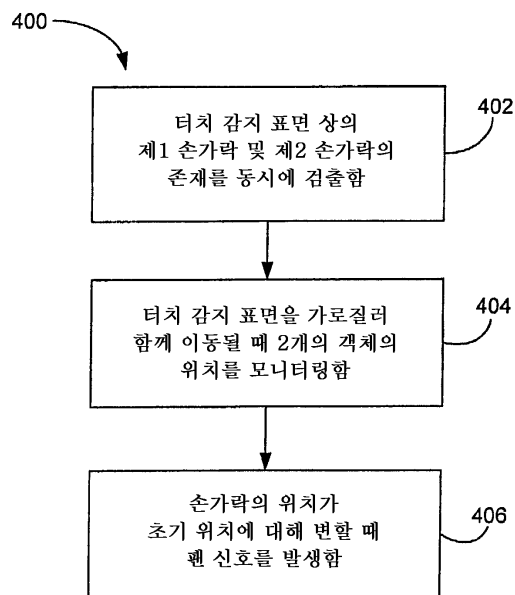 400
터치 감지 표면 상의
제1 손가락 및 제2 손가락의
존재를 동시에 검출함
402
터치 감지 표면을 가로질러
함께 이동될 때 2개의 객체의
위치를 모니터링함
404
손가락의 위치가
초기 위치에 대해 변할 때
팬 신호를 발생함
406